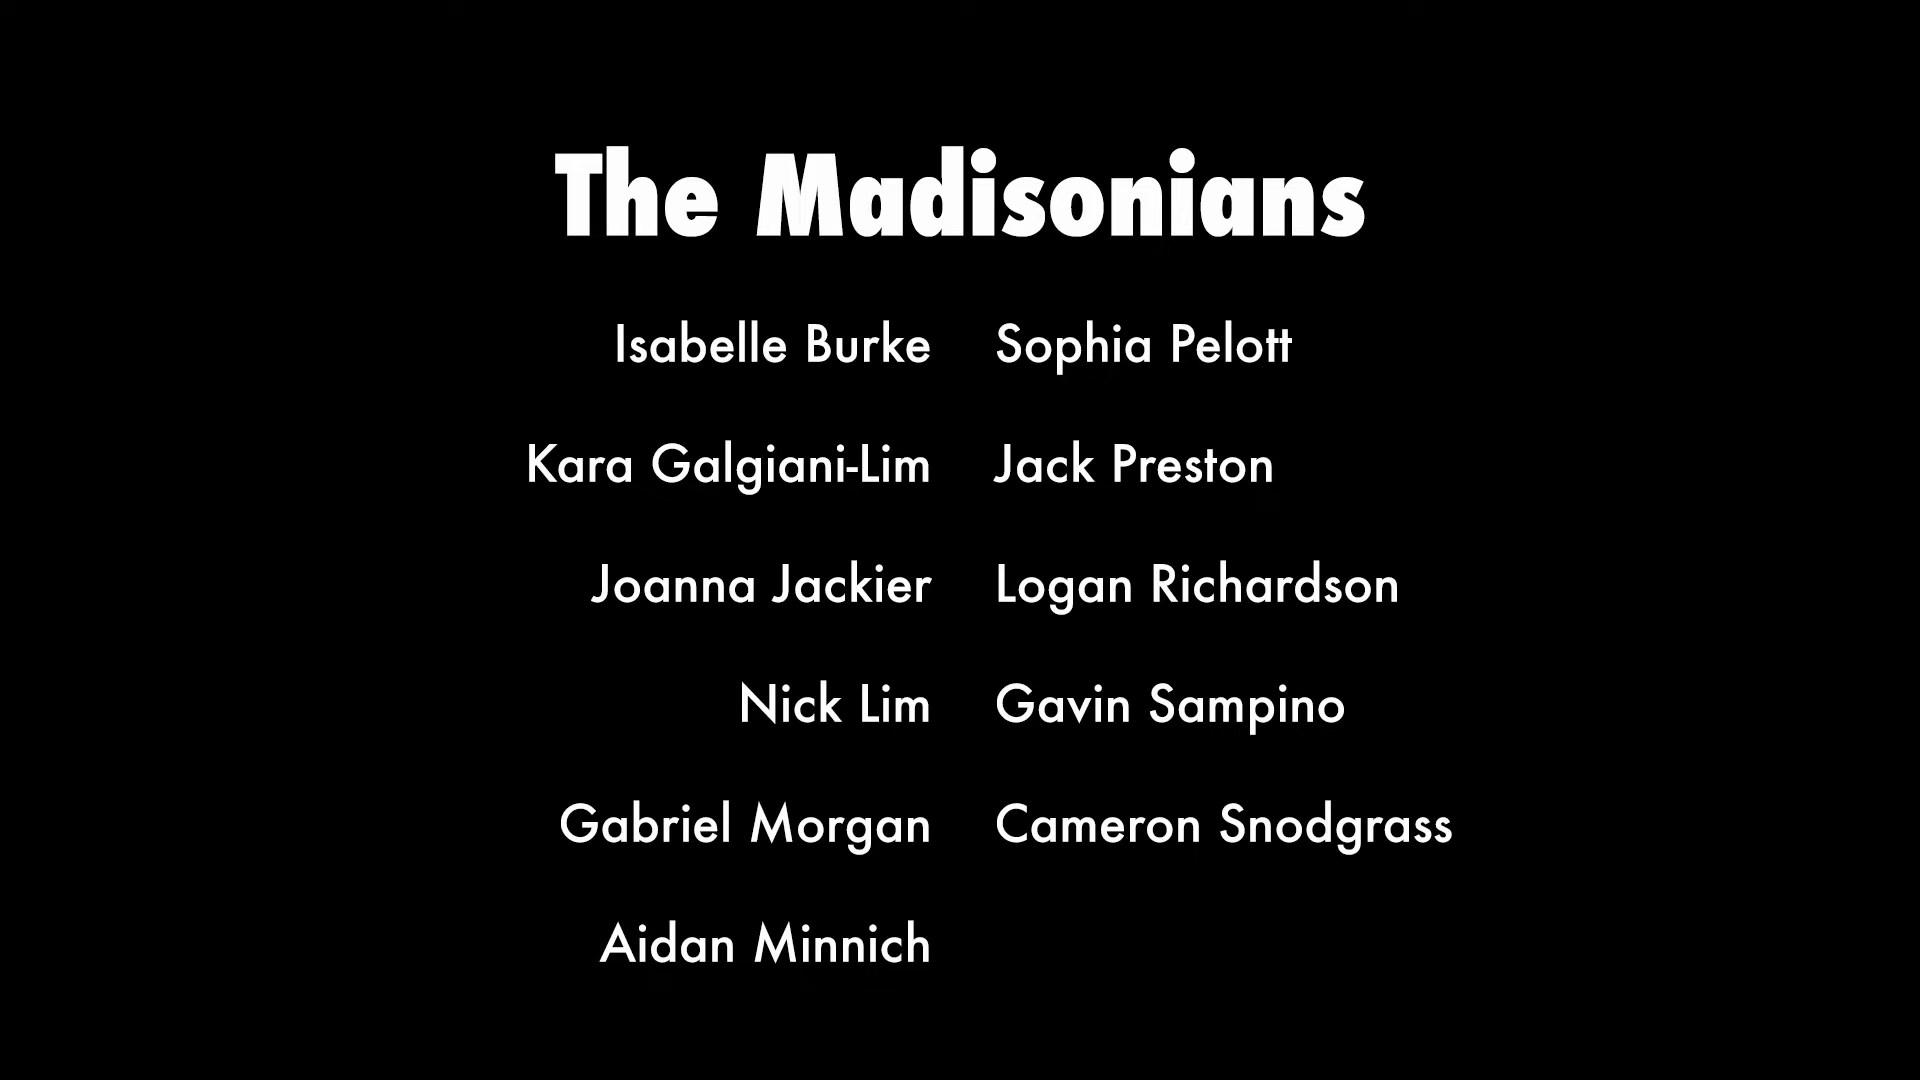 The Madisonians
Isabelle Burke Sophia Pelott
Kara Galgiani-Lim Jack Preston
Joanna Jackier Logan Richardson
Nick Lim Gavin Sampino
Gabriel Morgan Cameron Snodgrass
Aidan Minnich